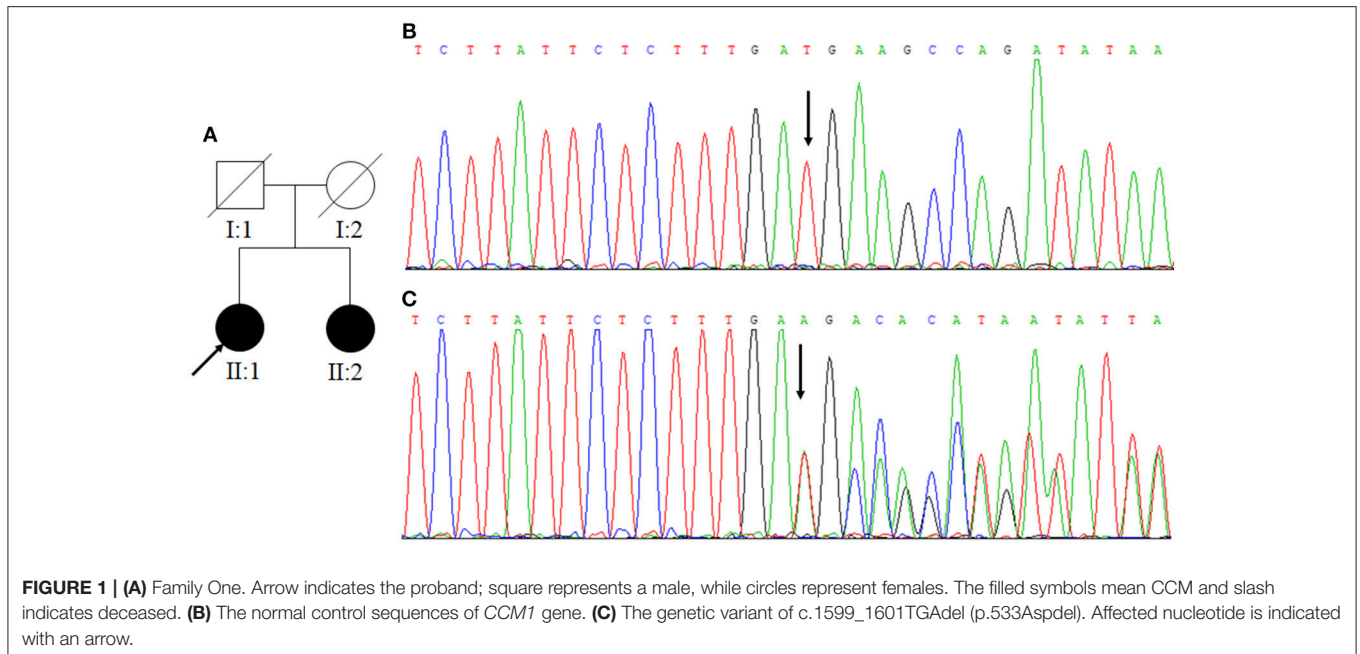 B
T C T T A T T C T C T T T G A T G A A G C C A G A T A T A A
A
I:1 I:2
II:1 II:2
C
T C T T A T T C T C T T T G A A G A C A C A T A A T A T T A
FIGURE 1 | (A) Family One. Arrow indicates the proband; square represents a male, while circles represent females. The filled symbols mean CCM and slash
indicates deceased. (B) The normal control sequences of CCM1 gene. (C) The genetic variant of c.1599_1601TGAdel (p.533Aspdel). Affected nucleotide is indicated
with an arrow.